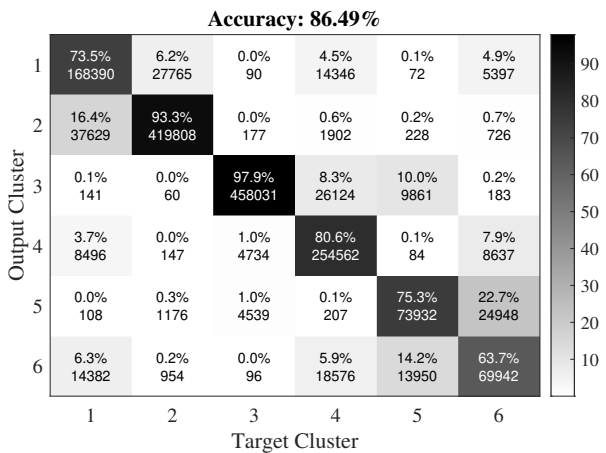 Accuracy: 86.49%
1
73.5% 6.2% 0.0% 4.5% 0.1% 4.9%
168390 27765 90 14346 72 5397
2
16.4% 93.3% 0.0% 0.6% 0.2% 0.7%
37629 419808 177 1902 228 726
3
0.1% 0.0% 97.9% 8.3% 10.0% 0.2%
141 60 458031 26124 9861 183
4
3.7% 0.0% 1.0% 80.6% 0.1% 7.9%
8496 147 4734 254562 84 8637
5
0.0% 0.3% 1.0% 0.1% 75.3% 22.7%
108 1176 4539 207 73932 24948
6
6.3% 0.2% 0.0% 5.9% 14.2% 63.7%
14382 954 96 18576 13950 69942
1 2 3 4 5 6
Target Cluster
Output Cluster
90
80
70
60
50
40
30
20
10